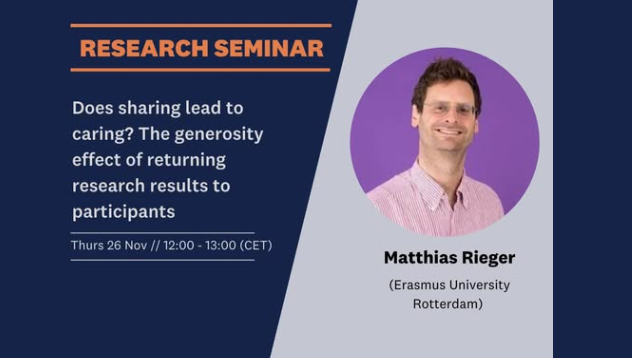 RESEARCH SEMINAR
Does sharing lead to
caring? The generosity
effect of returning
research results to
participants
Thurs 26 Nov // 12:00 - 13:00 (CET)
Matthias Rieger
(Erasmus University
Rotterdam)